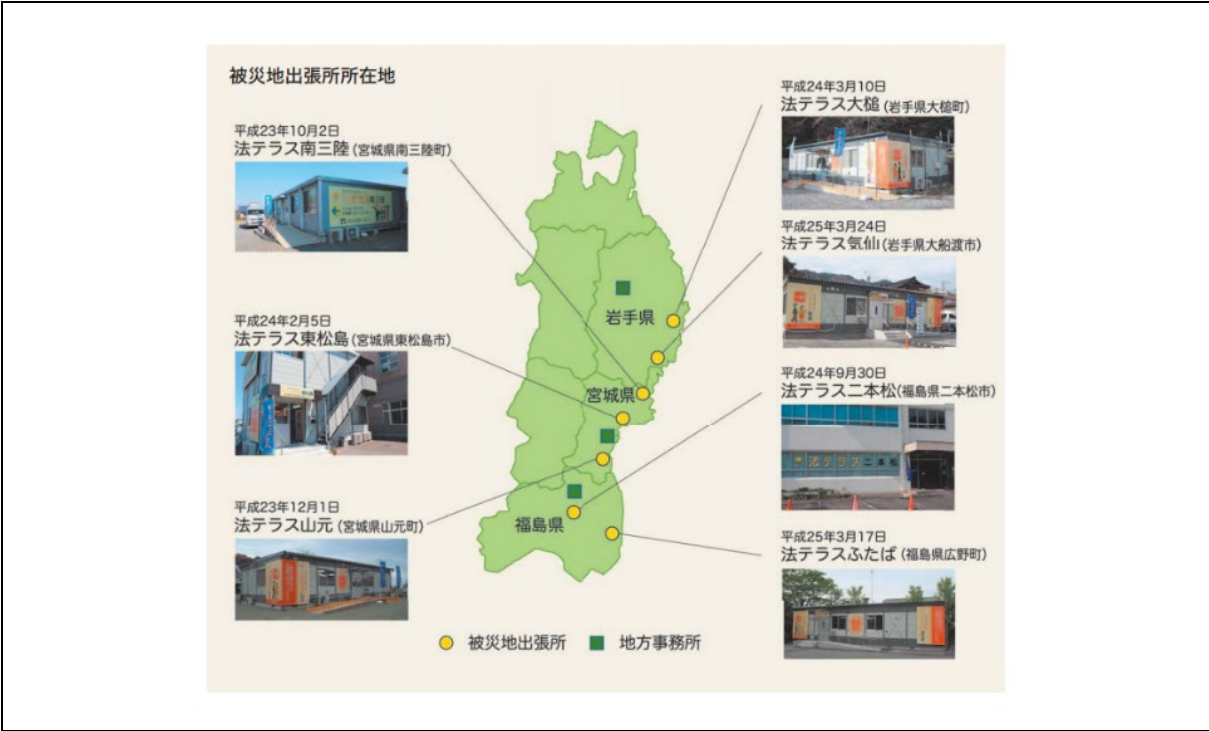 被災地出張所所在地
平成23年10月2日
法テラス南三陸(宮城県南三陸町)
平成24年2月5日
法テラス東松島(宮城県東松島市)
平成23年12月1日
法テラス山元(宮城県山元町)
平成24年3月10日
法テラス大槌(岩手県大槌町)
平成25年3月24日
法テラス気仙(岩手県大船渡市)
平成24年9月30日
法テラス二本松(福島県二本松市)
法テラス二本松
平成25年3月17日
法テラスふたば(福島県広野町)
岩手県
宮城県
福島県
被災地出張所
地方事務所